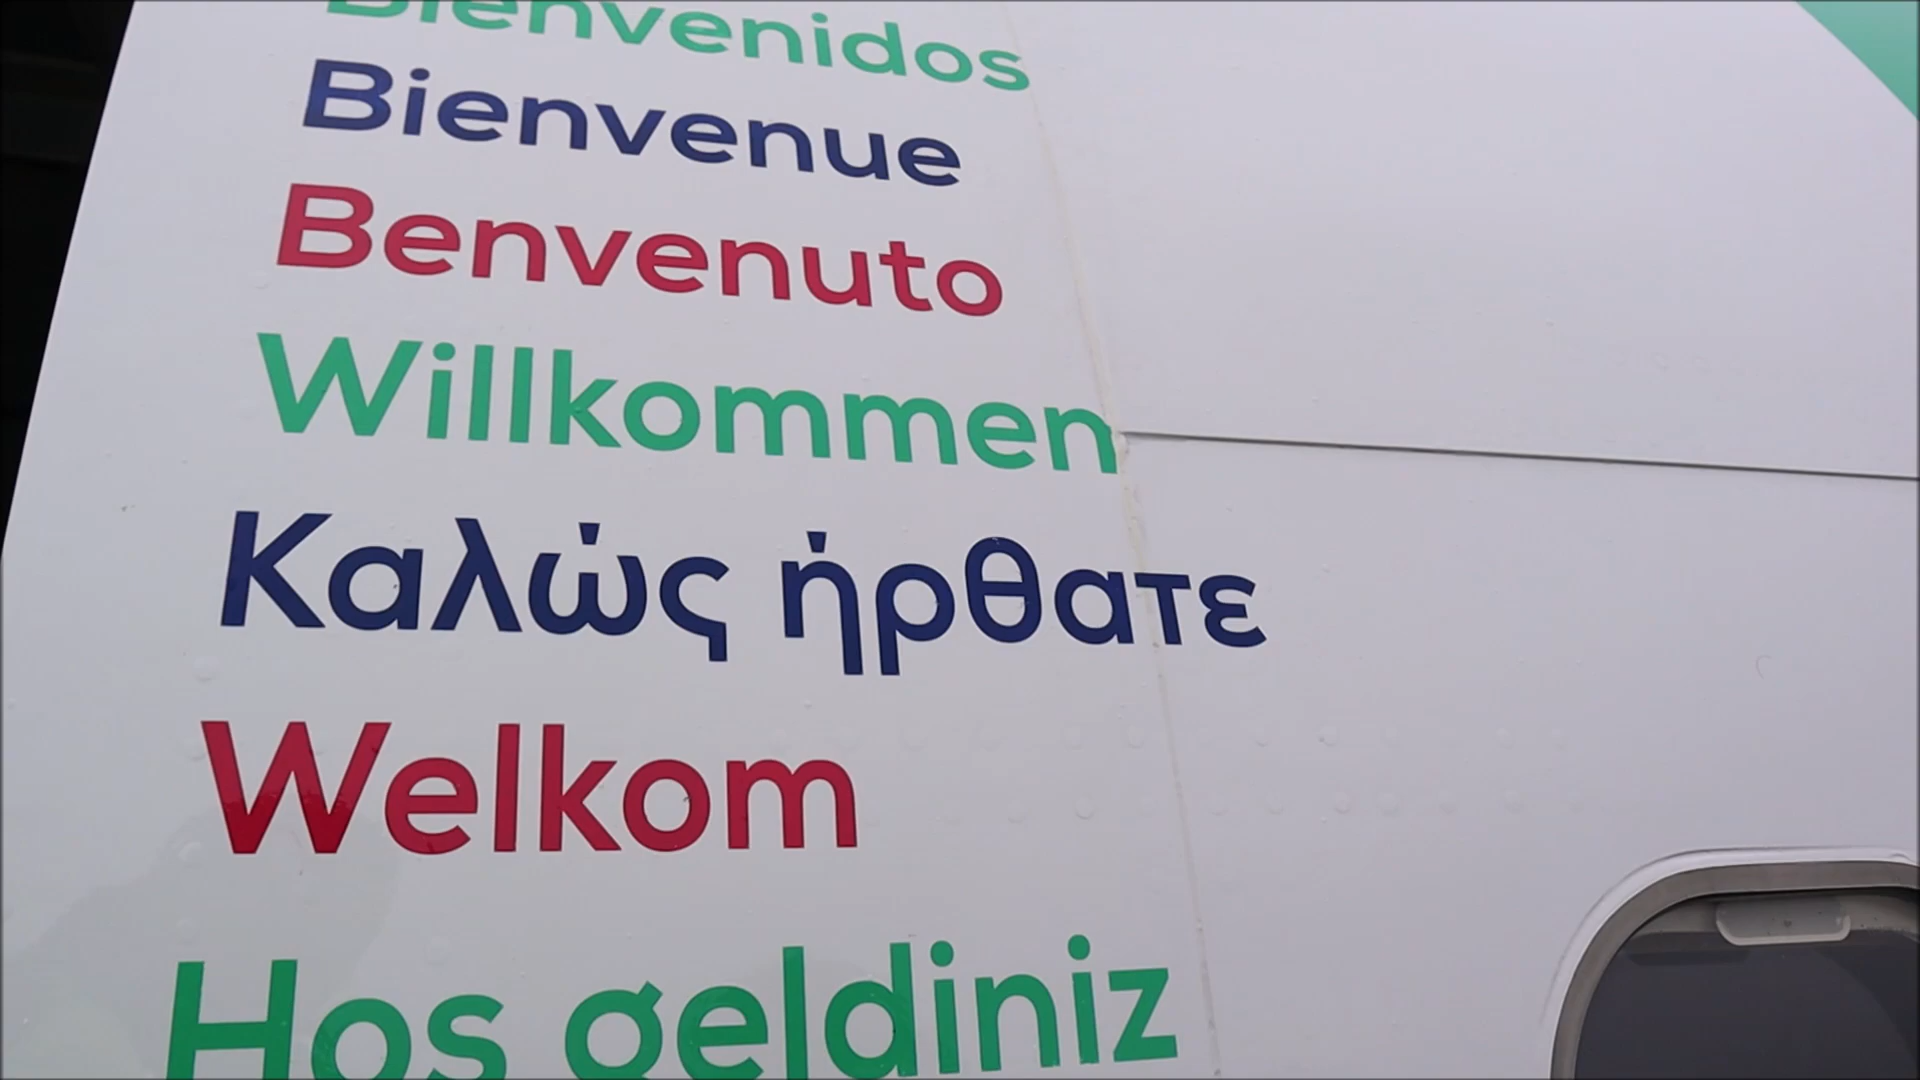 Bienvenidos
Bienvenue
Benvenuto
Willkommen
Καλώς ήρθατε
Welkom
Hos geldiniz